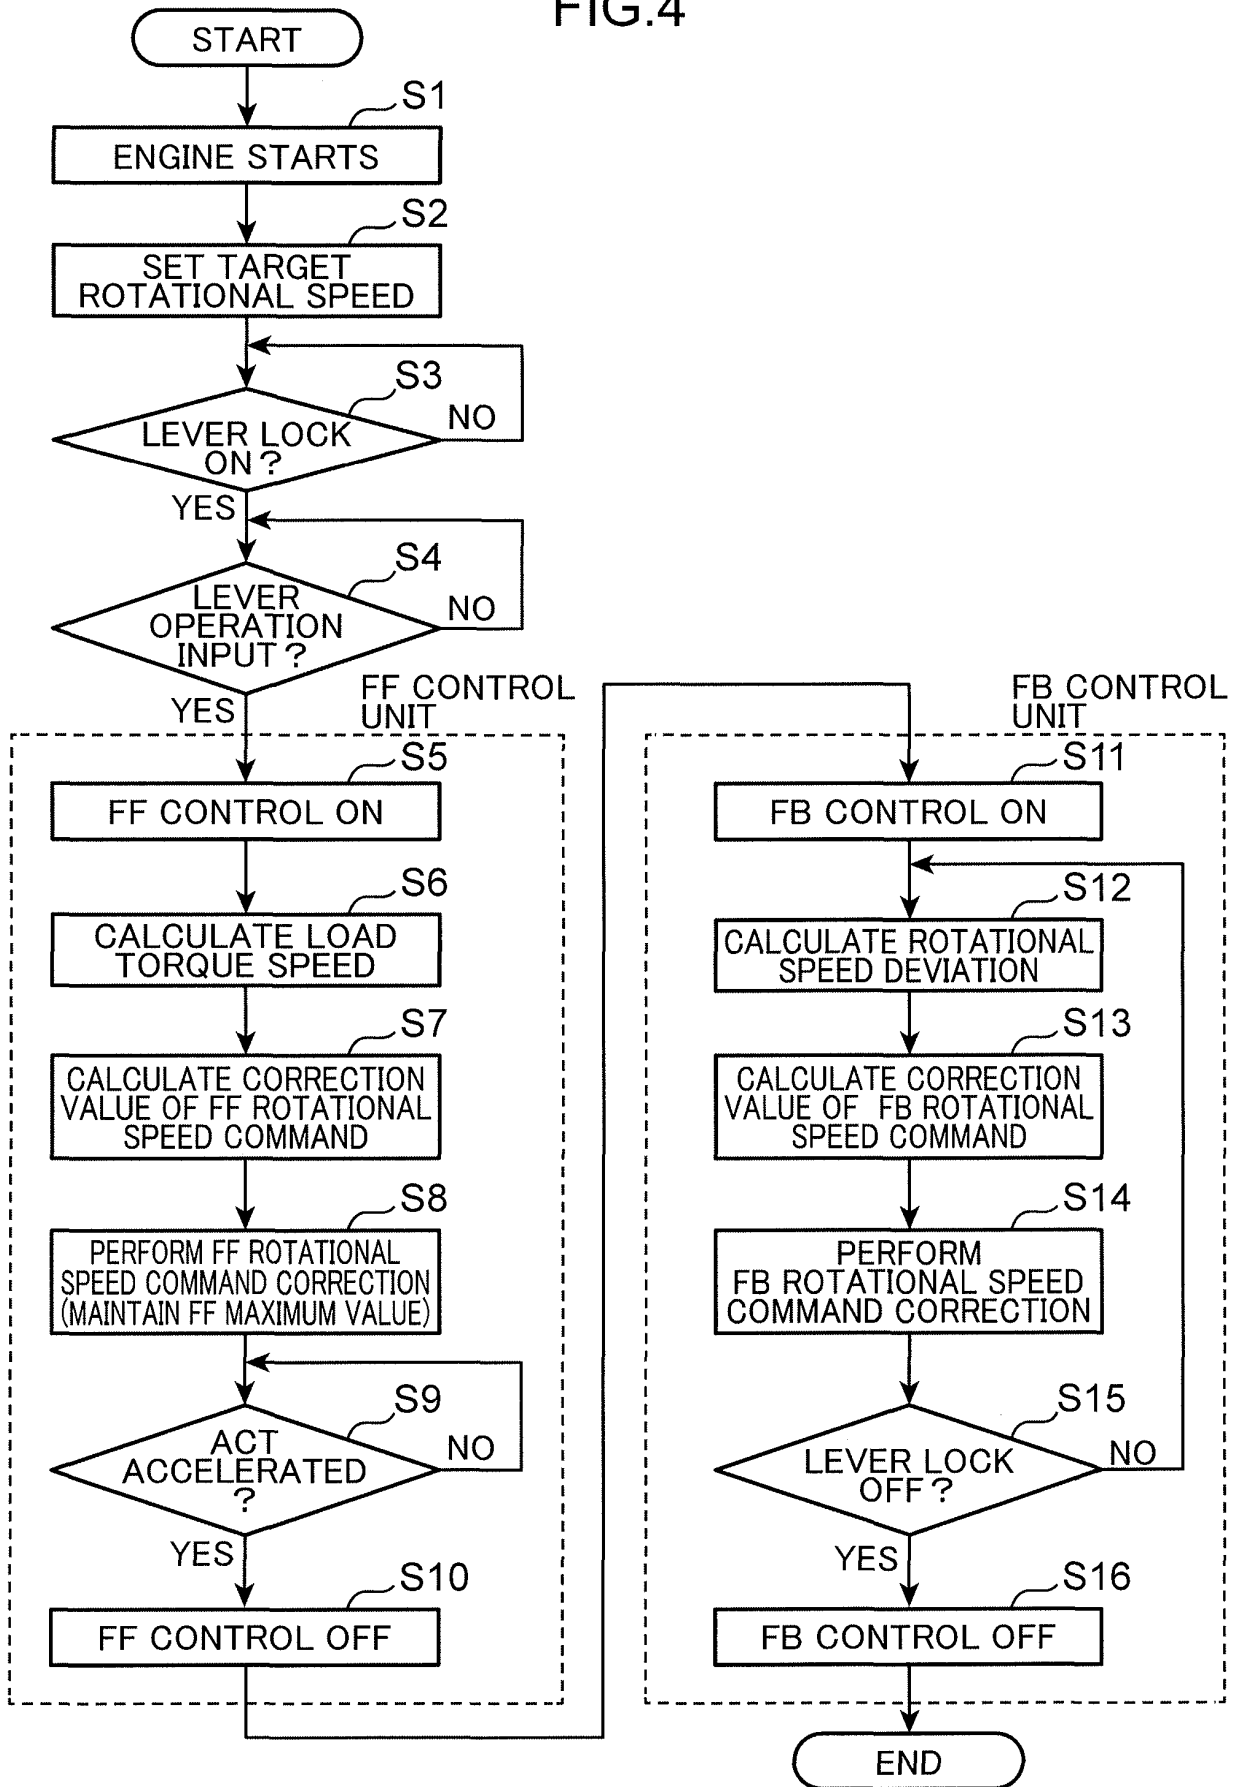 FIG.4
START
S1
ENGINE STARTS
S2
SET TARGET
ROTATIONAL SPEED
S3
LEVER LOCK
ON?
NO
YES
S4
LEVER
OPERATION
INPUT?
NO
YES
FF CONTROL
UNIT
S5
FF CONTROL ON
S6
CALCULATE LOAD
TORQUE SPEED
S7
CALCULATE CORRECTION
VALUE OF FF ROTATIONAL
SPEED COMMAND
S8
PERFORM FF ROTATIONAL
SPEED COMMAND CORRECTION
(MAINTAIN FF MAXIMUM VALUE)
S9
ACT
ACCELERATED
?
NO
YES
S10
FF CONTROL OFF
FB CONTROL
UNIT
S11
FB CONTROL ON
S12
CALCULATE ROTATIONAL
SPEED DEVIATION
S13
CALCULATE CORRECTION
VALUE OF FB ROTATIONAL
SPEED COMMAND
S14
PERFORM
FB ROTATIONAL SPEED
COMMAND CORRECTION
S15
LEVER LOCK
OFF?
NO
YES
S16
FB CONTROL OFF
END